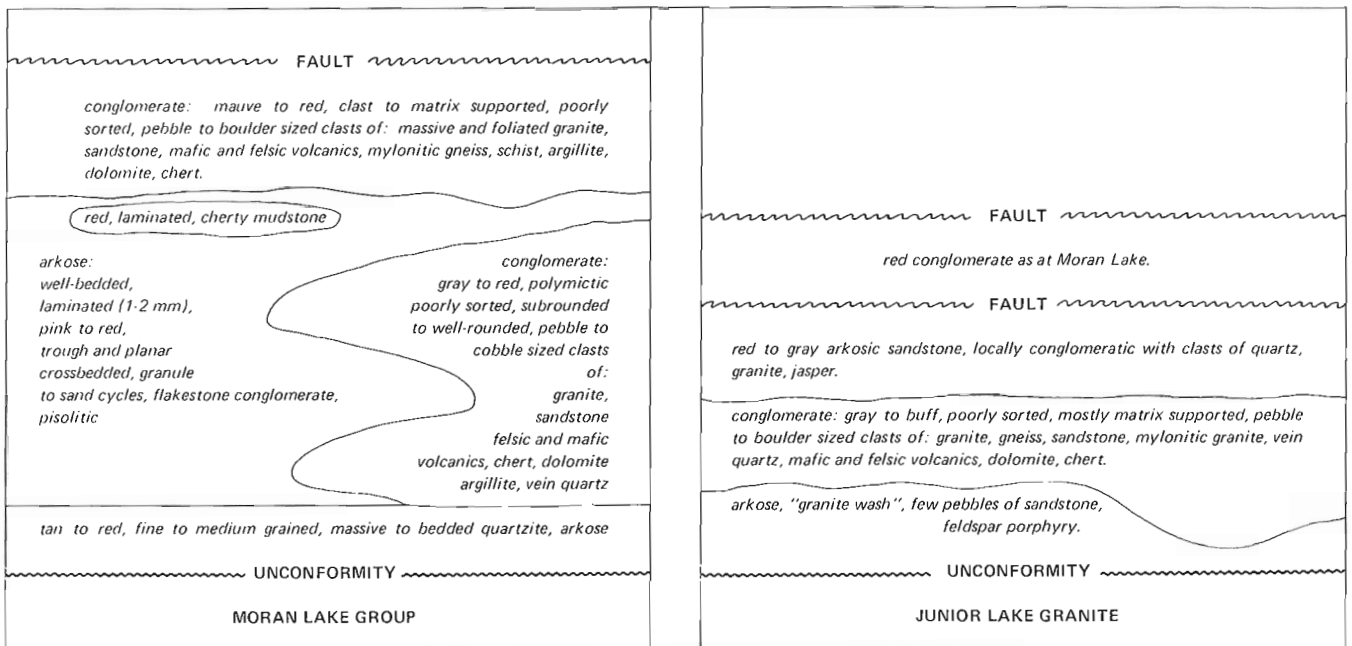 FAULT
conglomerate: mauve to red, clast to matrix supported, poorly
sorted, pebble to boulder sized clasts of: massive and foliated granite,
sandstone, mafic and felsic volcanics, mylonitic gneiss, schist, argillite,
dolomite, chert.
red, laminated, cherty mudstone
arkose:
well-bedded,
laminated (1-2 mm),
pink to red,
trough and planar
crossbedded, granule
to sand cycles, flakestone conglomerate,
pisolitic
conglomerate:
gray to red, polymictic
poorly sorted, subrounded
to well-rounded, pebble to
cobble sized clasts
of:
granite,
sandstone
felsic and mafic
volcanics, chert, dolomite
argillite, vein quartz
tan to red, fine to medium grained, massive to bedded quartzite, arkose
UNCONFORMITY
MORAN LAKE GROUP
FAULT
red conglomerate as at Moran Lake.
FAULT
red to gray arkosic sandstone, locally conglomeratic with clasts of quartz,
granite, jasper.
conglomerate: gray to buff, poorly sorted, mostly matrix supported, pebble
to boulder sized clasts of: granite, gneiss, sandstone, mylonitic granite, vein
quartz, mafic and felsic volcanics, dolomite, chert.
arkose, "granite wash", few pebbles of sandstone,
feldspar porphyry.
UNCONFORMITY
JUNIOR LAKE GRANITE